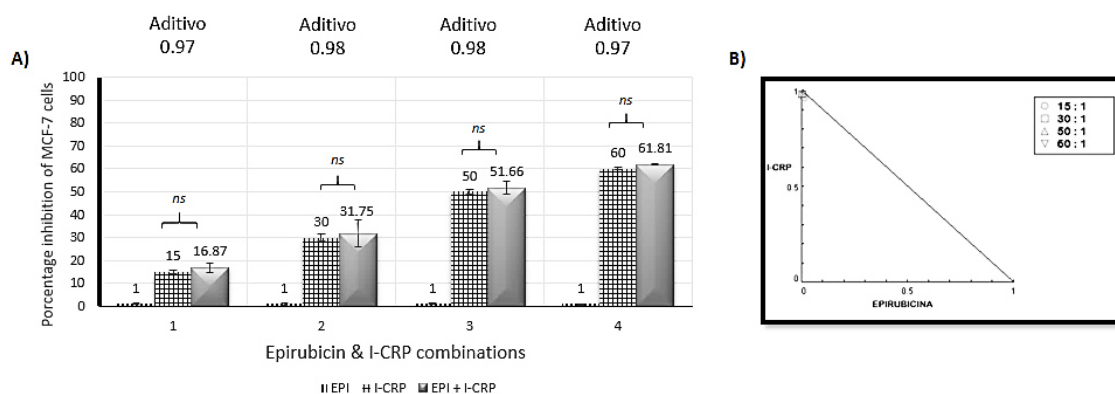 Aditivo Aditivo Aditivo Aditivo
0.97 0.98 0.98 0.97
A)
Porcentage inhibition of MCF-7 cells
100
90
80
70
60
50
40
30
20
10
0
ns
ns
ns
ns
1 15 16.87
1 30 31.75
1 50 51.66
1 60 61.81
1 2 3 4
Epirubicin & I-CRP combinations
EPI I-CRP EPI + I-CRP
B)
1
I-CRP
0.5
0
0 0.5 1
EPIRUBICINA
15 : 1
30 : 1
50 : 1
60 : 1